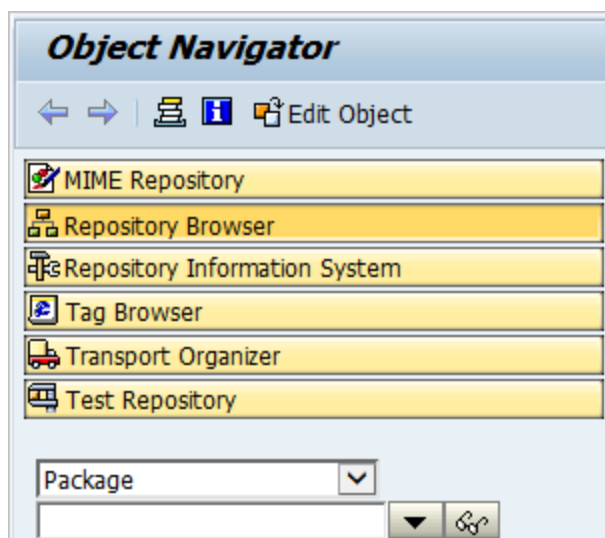 Object Navigator
Edit Object
MIME Repository
Repository Browser
Repository Information System
Tag Browser
Transport Organizer
Test Repository
Package